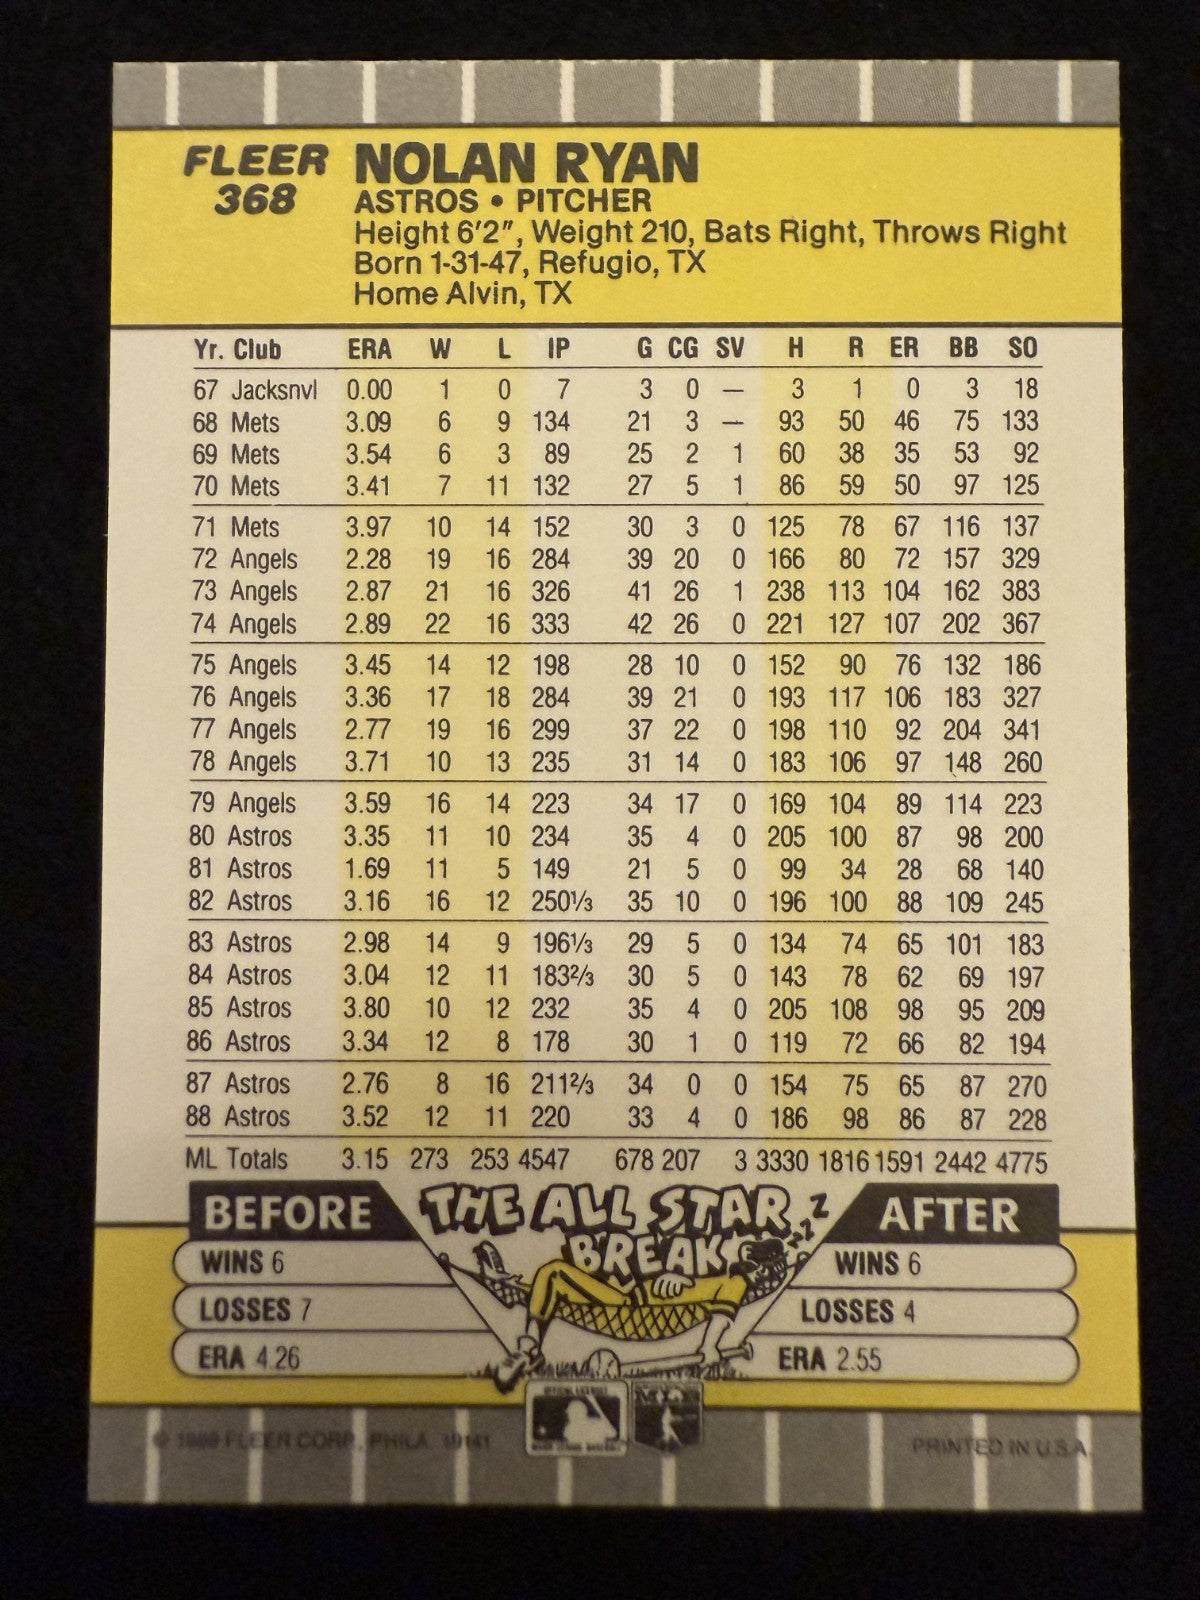 FLEER NOLAN RYAN
368 ASTROS • PITCHER
Height 6'2", Weight 210, Bats Right, Throws Right
Born 1-31-47, Refugio, TX
Home Alvin, TX
Yr. Club ERA W L IP G CG SV H R ER BB SO
67 Jacksnvl 0.00 1 0 7 3 0 — 3 1 0 3 18
68 Mets 3.09 6 9 134 21 3 — 93 50 46 75 133
69 Mets 3.54 6 3 89 25 2 1 60 38 35 53 92
70 Mets 3.41 7 11 132 27 5 1 86 59 50 97 125
71 Mets 3.97 10 14 152 30 3 0 125 78 67 116 137
72 Angels 2.28 19 16 284 39 20 0 166 80 72 157 329
73 Angels 2.87 21 16 326 41 26 1 238 113 104 162 383
74 Angels 2.89 22 16 333 42 26 0 221 127 107 202 367
75 Angels 3.45 14 12 198 28 10 0 152 90 76 132 186
76 Angels 3.36 17 18 284 39 21 0 193 117 106 183 327
77 Angels 2.77 19 16 299 37 22 0 198 110 92 204 341
78 Angels 3.71 10 13 235 31 14 0 183 106 97 148 260
79 Angels 3.59 16 14 223 34 17 0 169 104 89 114 223
80 Astros 3.35 11 10 234 35 4 0 205 100 87 98 200
81 Astros 1.69 11 5 149 21 5 0 99 34 28 68 140
82 Astros 3.16 16 12 250⅓ 35 10 0 196 100 88 109 245
83 Astros 2.98 14 9 196⅓ 29 5 0 134 74 65 101 183
84 Astros 3.04 12 11 183⅔ 30 5 0 143 78 62 69 197
85 Astros 3.80 10 12 232 35 4 0 205 108 98 95 209
86 Astros 3.34 12 8 178 30 1 0 119 72 66 82 194
87 Astros 2.76 8 16 211⅔ 34 0 0 154 75 65 87 270
88 Astros 3.52 12 11 220 33 4 0 186 98 86 87 228
ML Totals 3.15 273 253 4547 678 207 3 3330 1816 1591 2442 4775
BEFORE THE ALL STAR BREAK zzzz AFTER
WINS 6 WINS 6
LOSSES 7 LOSSES 4
ERA 4.26 ERA 2.55
© 1989 FLEER CORP., PHILA. 19141 PRINTED IN U.S.A.